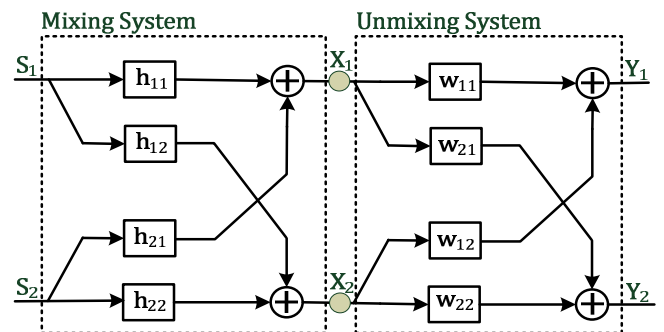 Mixing System Unmixing System
S₁ h₁₁ + X₁ w₁₁ + Y₁
h₁₂ w₂₁
h₂₁ w₁₂
S₂ h₂₂ + X₂ w₂₂ + Y₂